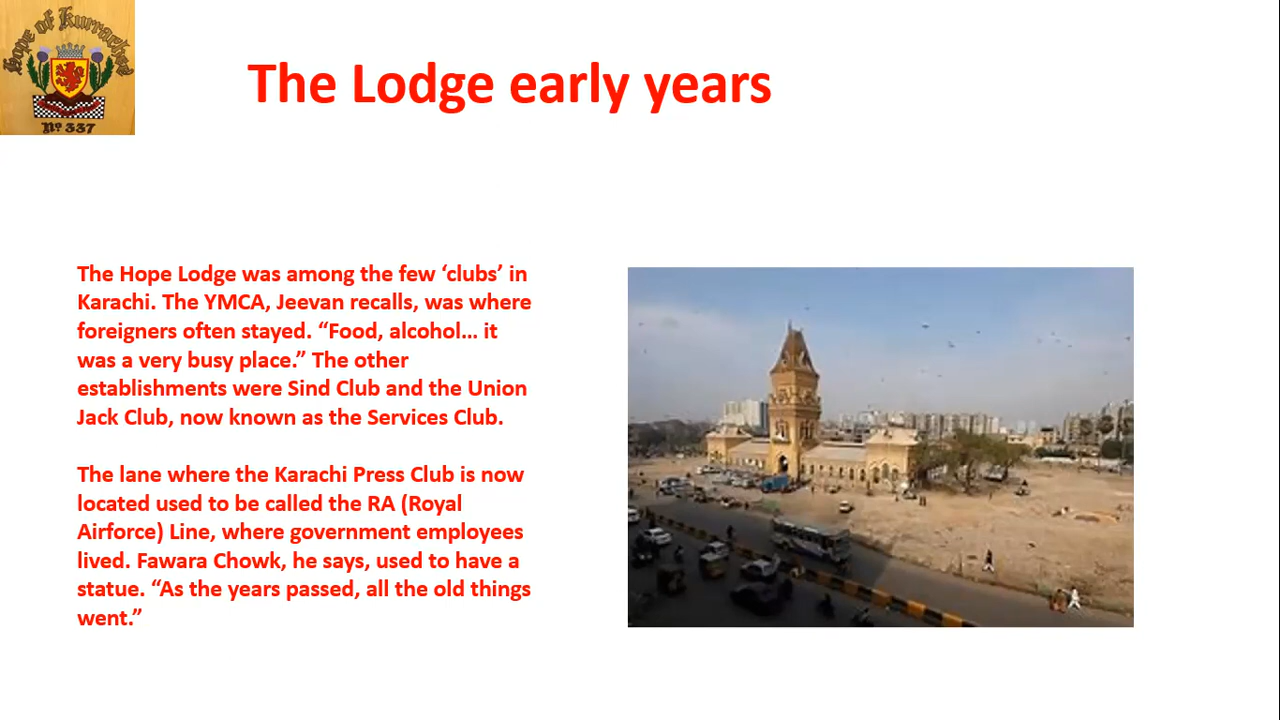 Hope of Kurrachee
No 337
The Lodge early years
The Hope Lodge was among the few ‘clubs’ in
Karachi. The YMCA, Jeevan recalls, was where
foreigners often stayed. “Food, alcohol... it
was a very busy place.” The other
establishments were Sind Club and the Union
Jack Club, now known as the Services Club.
The lane where the Karachi Press Club is now
located used to be called the RA (Royal
Airforce) Line, where government employees
lived. Fawara Chowk, he says, used to have a
statue. “As the years passed, all the old things
went.”